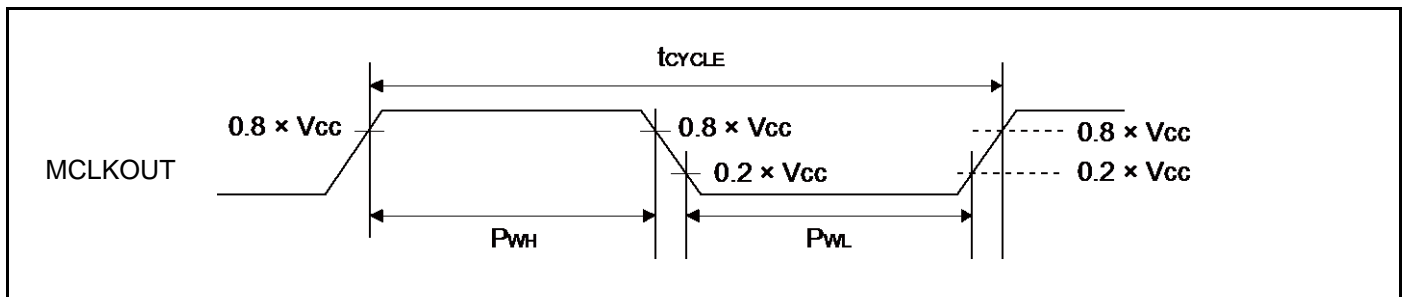 tCYCLE
0.8 × Vcc
0.8 × Vcc
0.8 × Vcc
MCLKOUT
0.2 × Vcc
0.2 × Vcc
PWH
PWL